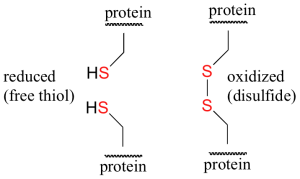 protein
protein
reduced
(free thiol)
HS
HS
S
S
oxidized
(disulfide)
protein
protein